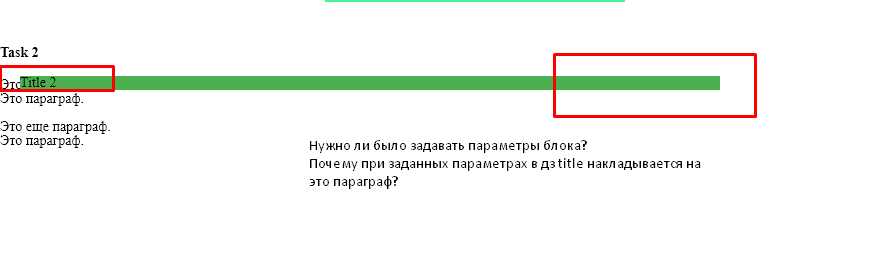 Task 2
Это
Title 2
Это параграф.
Это еще параграф.
Это параграф.
Нужно ли было задавать параметры блока?
Почему при заданных параметрах в дз title накладывается на
это параграф?